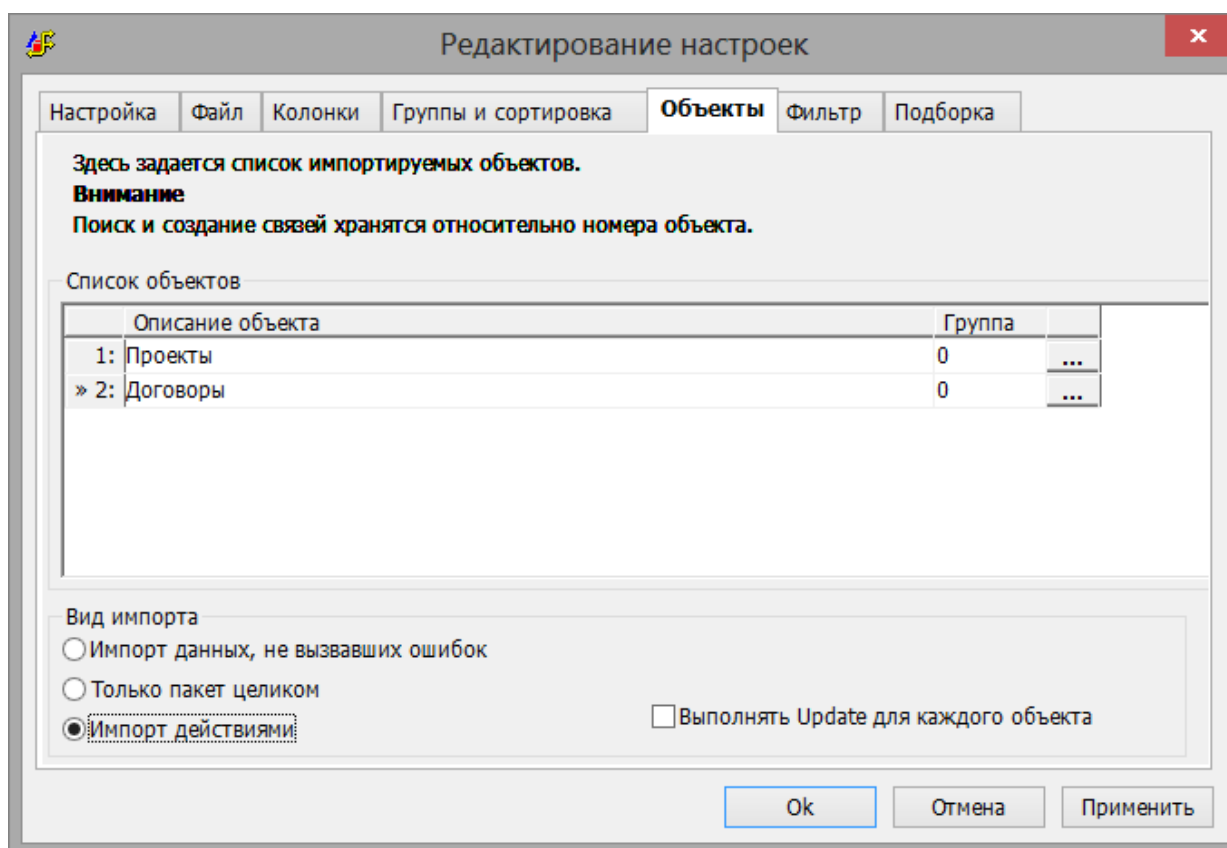 Редактирование настроек
Настройка Файл Колонки Группы и сортировка Объекты Фильтр Подборка
Здесь задается список импортируемых объектов.
Внимание
Поиск и создание связей хранятся относительно номера объекта.
Список объектов
Описание объекта Группа
1: Проекты 0 ...
» 2: Договоры 0 ...
Вид импорта
Импорт данных, не вызвавших ошибок
Только пакет целиком
Импорт действиями
Выполнять Update для каждого объекта
Ok Отмена Применить